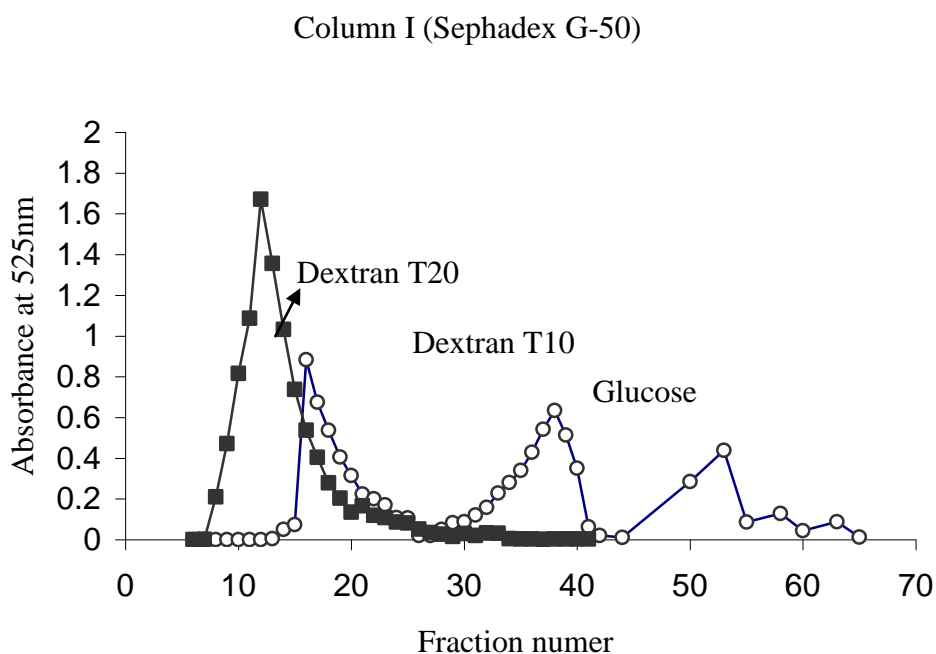 Column I (Sephadex G-50)
2
1.8
1.6
1.4
1.2
1
0.8
0.6
0.4
0.2
0
Absorbance at 525nm
Dextran T20
Dextran T10
Glucose
0 10 20 30 40 50 60 70
Fraction numer